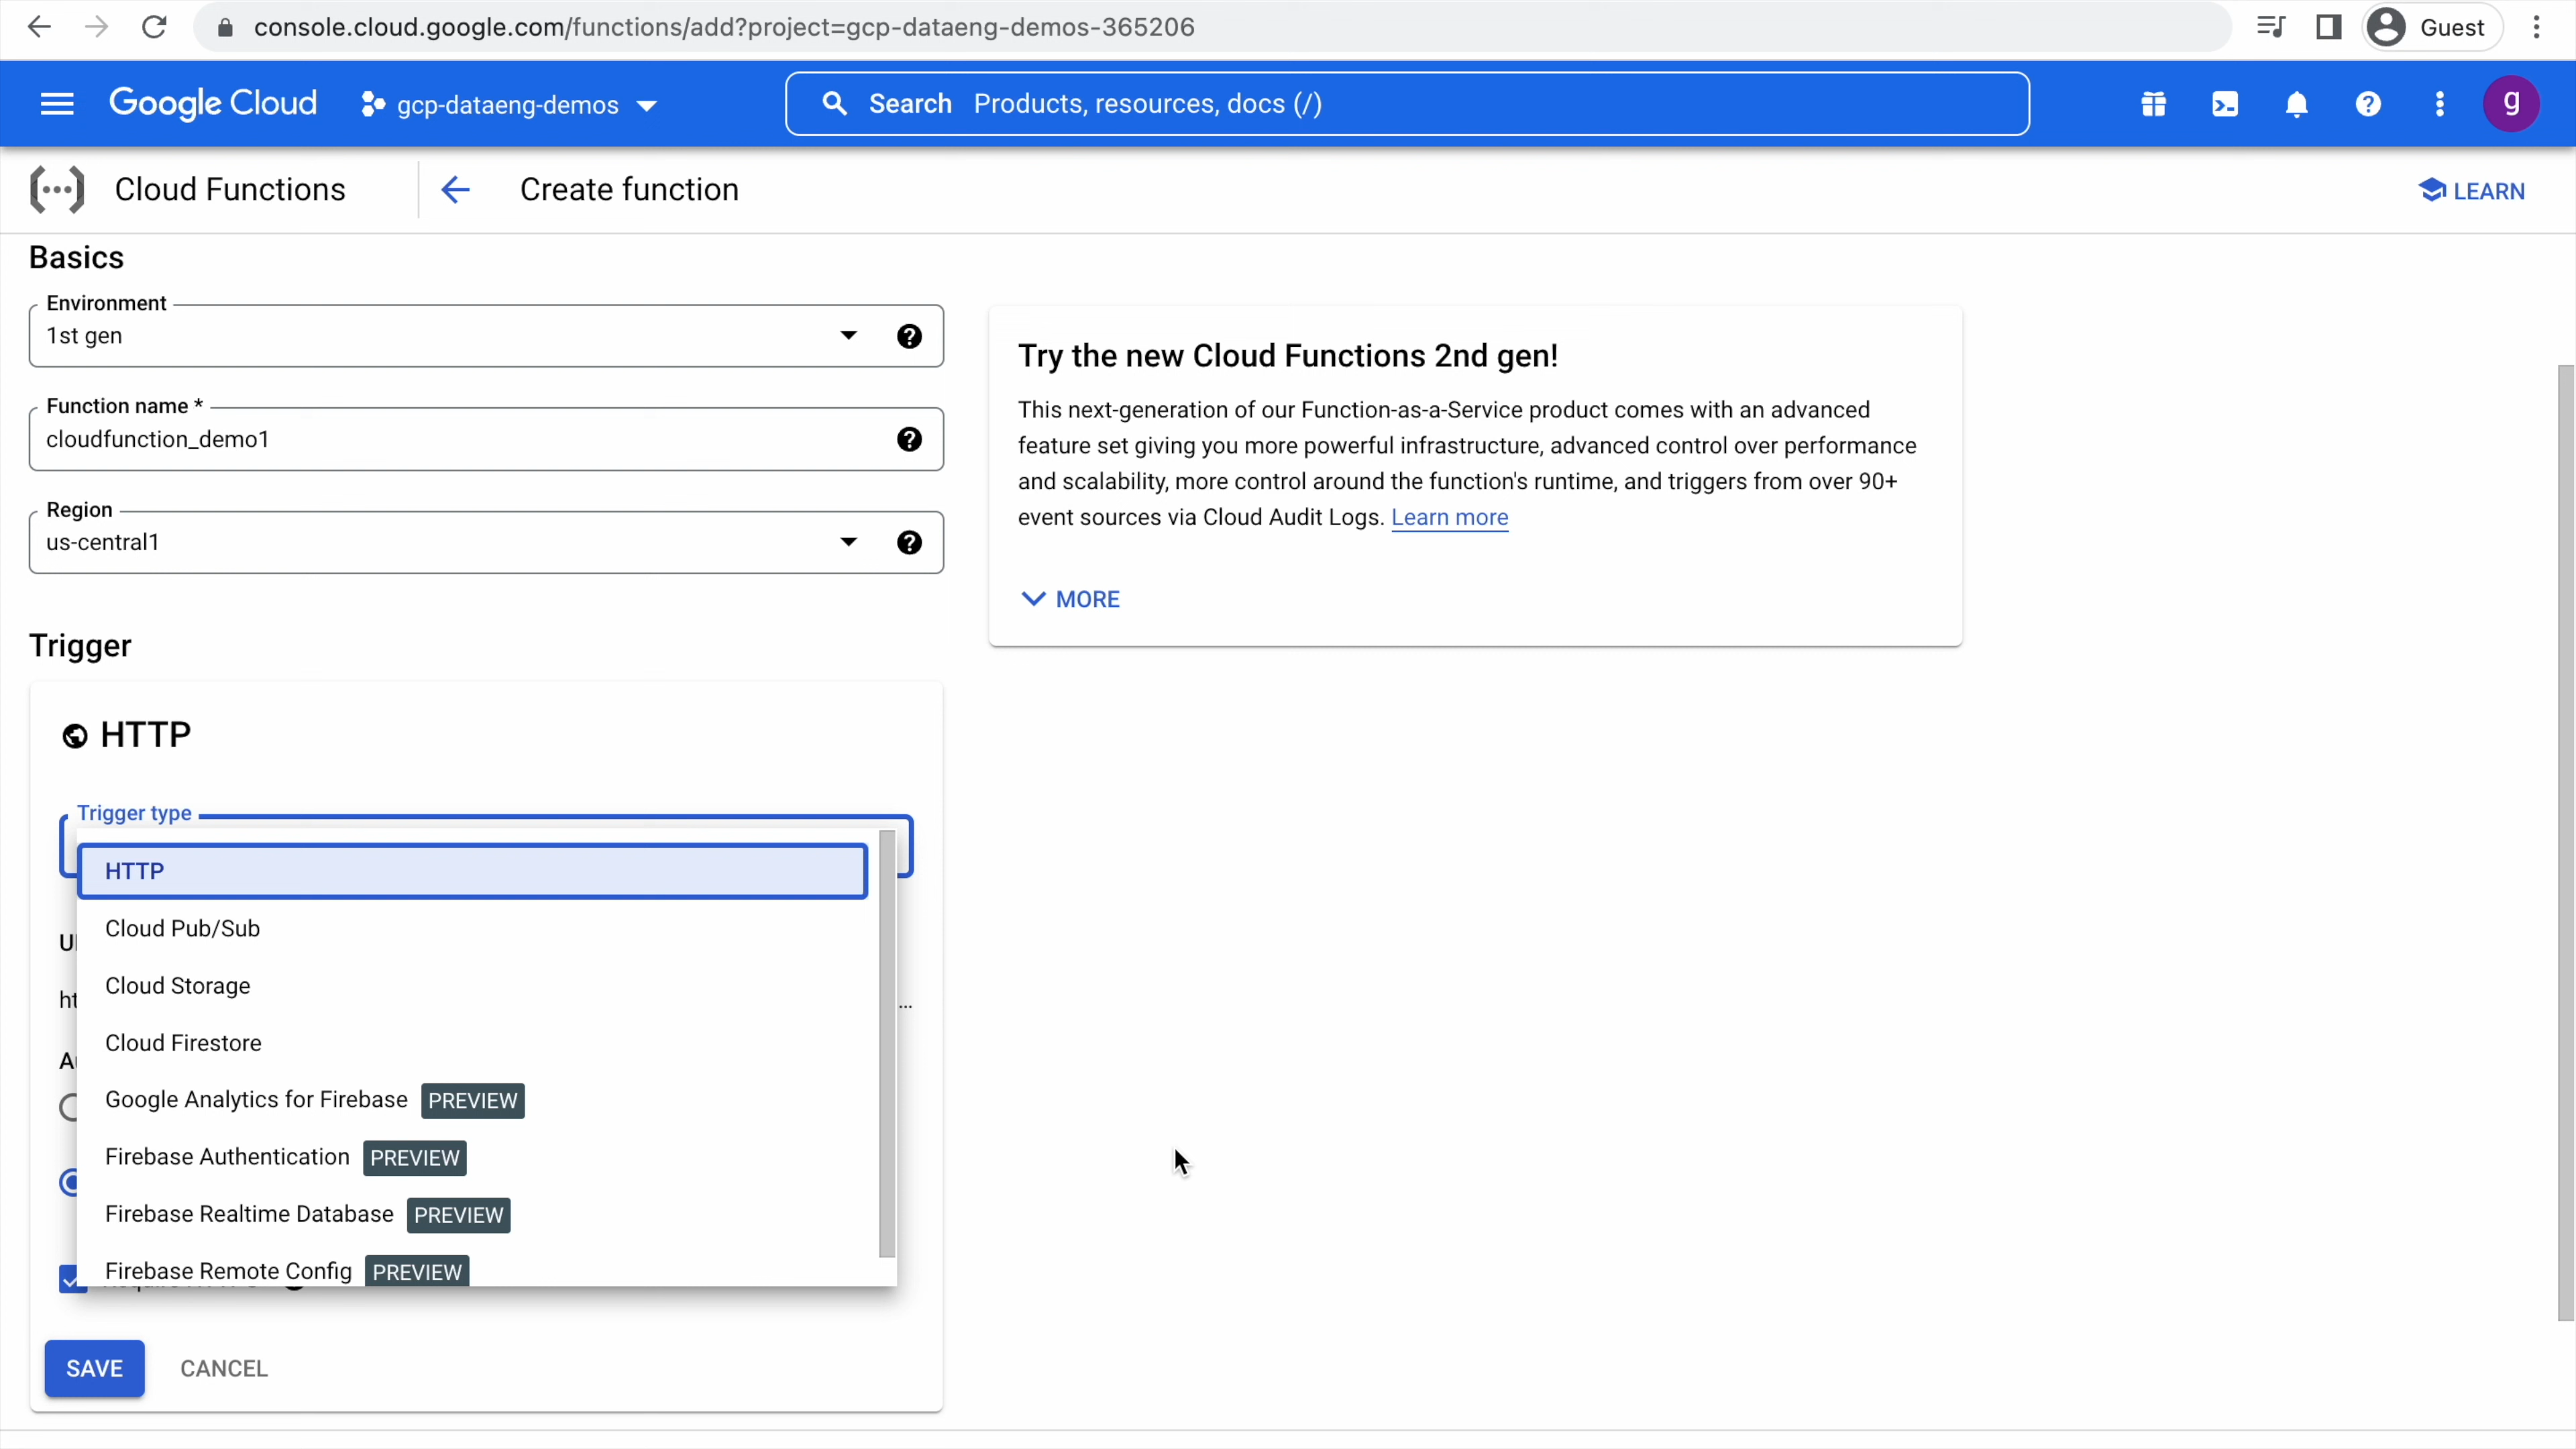 console.cloud.google.com/functions/add?project=gcp-dataeng-demos-365206
Guest
Google Cloud
gcp-dataeng-demos
Search Products, resources, docs (/)
g
Cloud Functions
Create function
LEARN
Basics
Environment
1st gen
Function name *
cloudfunction_demo1
Region
us-central1
Try the new Cloud Functions 2nd gen!
This next-generation of our Function-as-a-Service product comes with an advanced
feature set giving you more powerful infrastructure, advanced control over performance
and scalability, more control around the function's runtime, and triggers from over 90+
event sources via Cloud Audit Logs. Learn more
MORE
Trigger
HTTP
Trigger type
HTTP
Cloud Pub/Sub
Cloud Storage
Cloud Firestore
Google Analytics for Firebase PREVIEW
Firebase Authentication PREVIEW
Firebase Realtime Database PREVIEW
Firebase Remote Config PREVIEW
SAVE
CANCEL